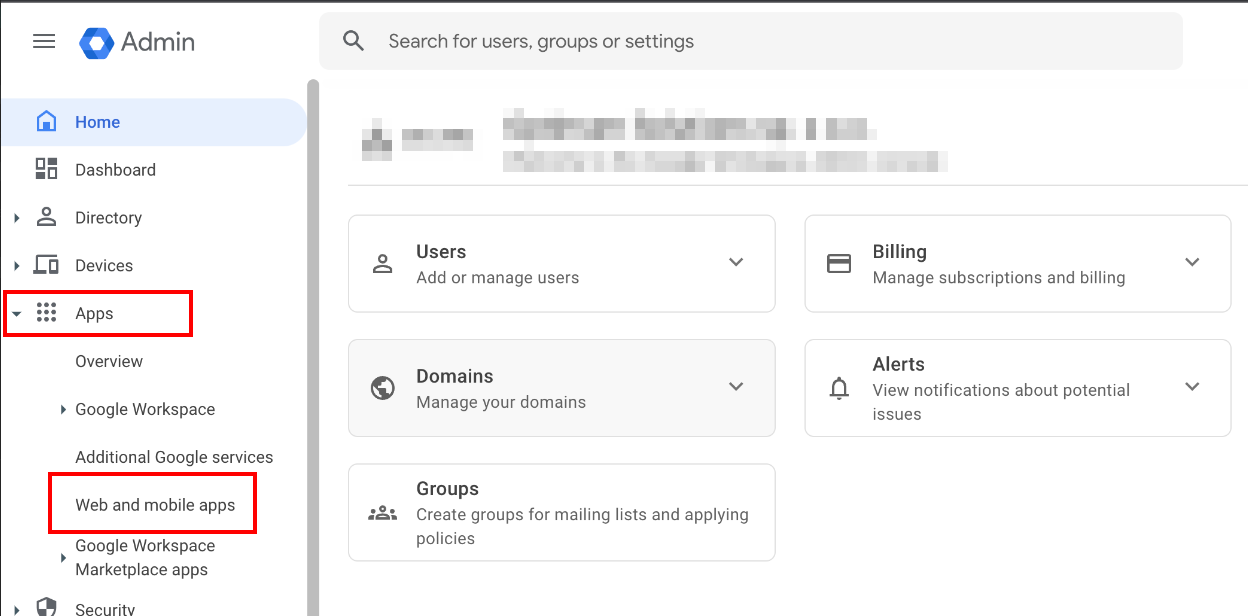 Admin
Search for users, groups or settings
Home
Dashboard
Directory
Devices
Apps
Overview
Google Workspace
Additional Google services
Web and mobile apps
Google Workspace
Marketplace apps
Security
Users
Add or manage users
Billing
Manage subscriptions and billing
Domains
Manage your domains
Alerts
View notifications about potential
issues
Groups
Create groups for mailing lists and applying
policies